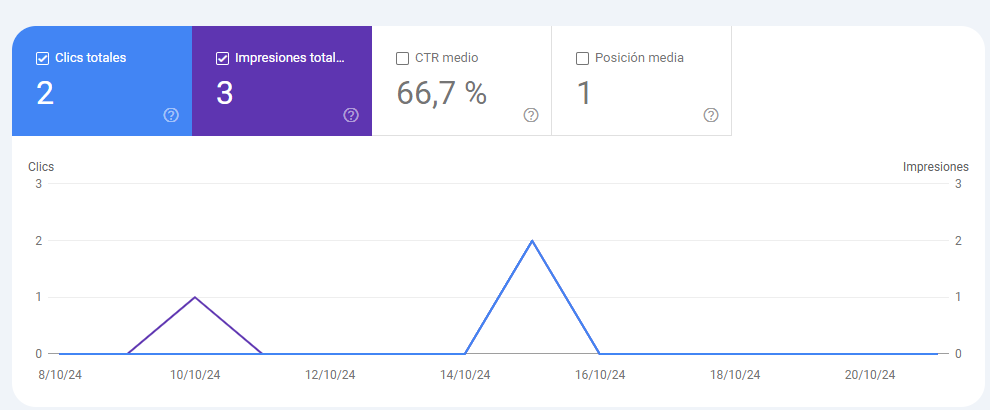 Clics totales
2
Impresiones total...
3
CTR medio
66,7 %
Posición media
1
Clics
Impresiones
3 3
2 2
1 1
0 0
8/10/24 10/10/24 12/10/24 14/10/24 16/10/24 18/10/24 20/10/24